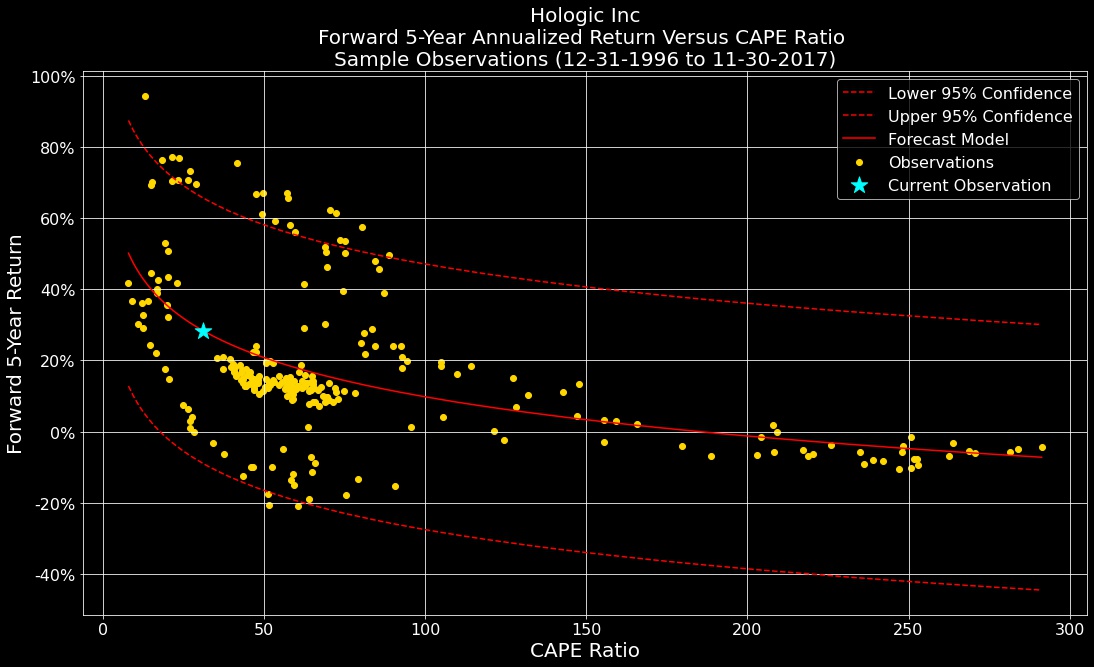 Hologic Inc
Forward 5-Year Annualized Return Versus CAPE Ratio
Sample Observations (12-31-1996 to 11-30-2017)
Lower 95% Confidence
Upper 95% Confidence
Forecast Model
Observations
Current Observation
Forward 5-Year Return
100%
80%
60%
40%
20%
0%
-20%
-40%
0 50 100 150 200 250 300
CAPE Ratio